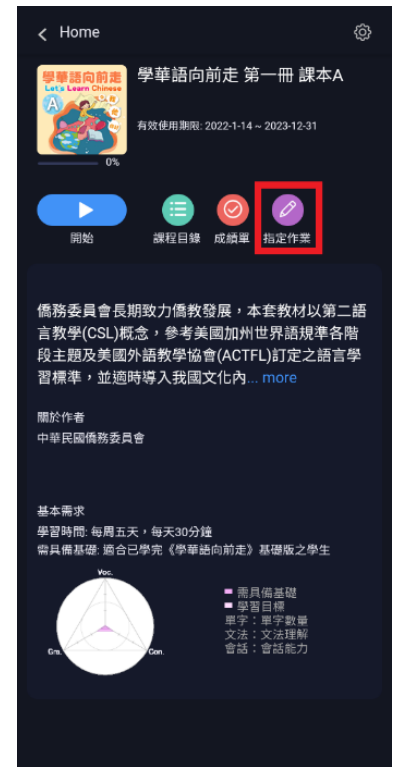 Home
學華語向前走
Let's Learn Chinese
A
學華語向前走 第一冊 課本A
有效使用期限: 2022-1-14 ~ 2023-12-31
0%
開始
課程目錄
成績單
指定作業
僑務委員會長期致力僑教發展，本套教材以第二語
言教學(CSL)概念，參考美國加州世界語規準各階
段主題及美國外語教學協會(ACTFL)訂定之語言學
習標準，並適時導入我國文化內... more
關於作者
中華民國僑務委員會
基本需求
學習時間: 每周五天，每天30分鐘
需具備基礎: 適合已學完《學華語向前走》基礎版之學生
Voc.
Gra.
Con.
需具備基礎
學習目標
單字：單字數量
文法：文法理解
會話：會話能力